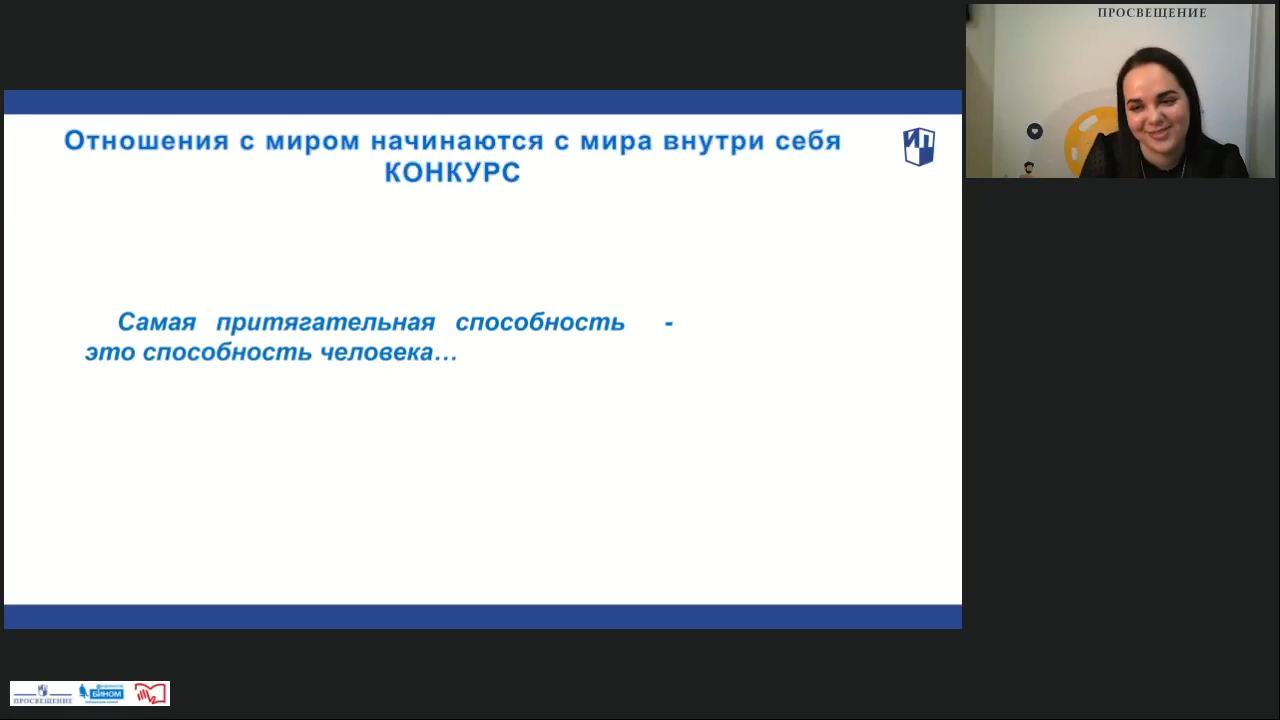 ПРОСВЕЩЕНИЕ
Отношения с миром начинаются с мира внутри себя
КОНКУРС
Самая притягательная способность -
это способность человека…
ПРОСВЕЩЕНИЕ
БИНОМ